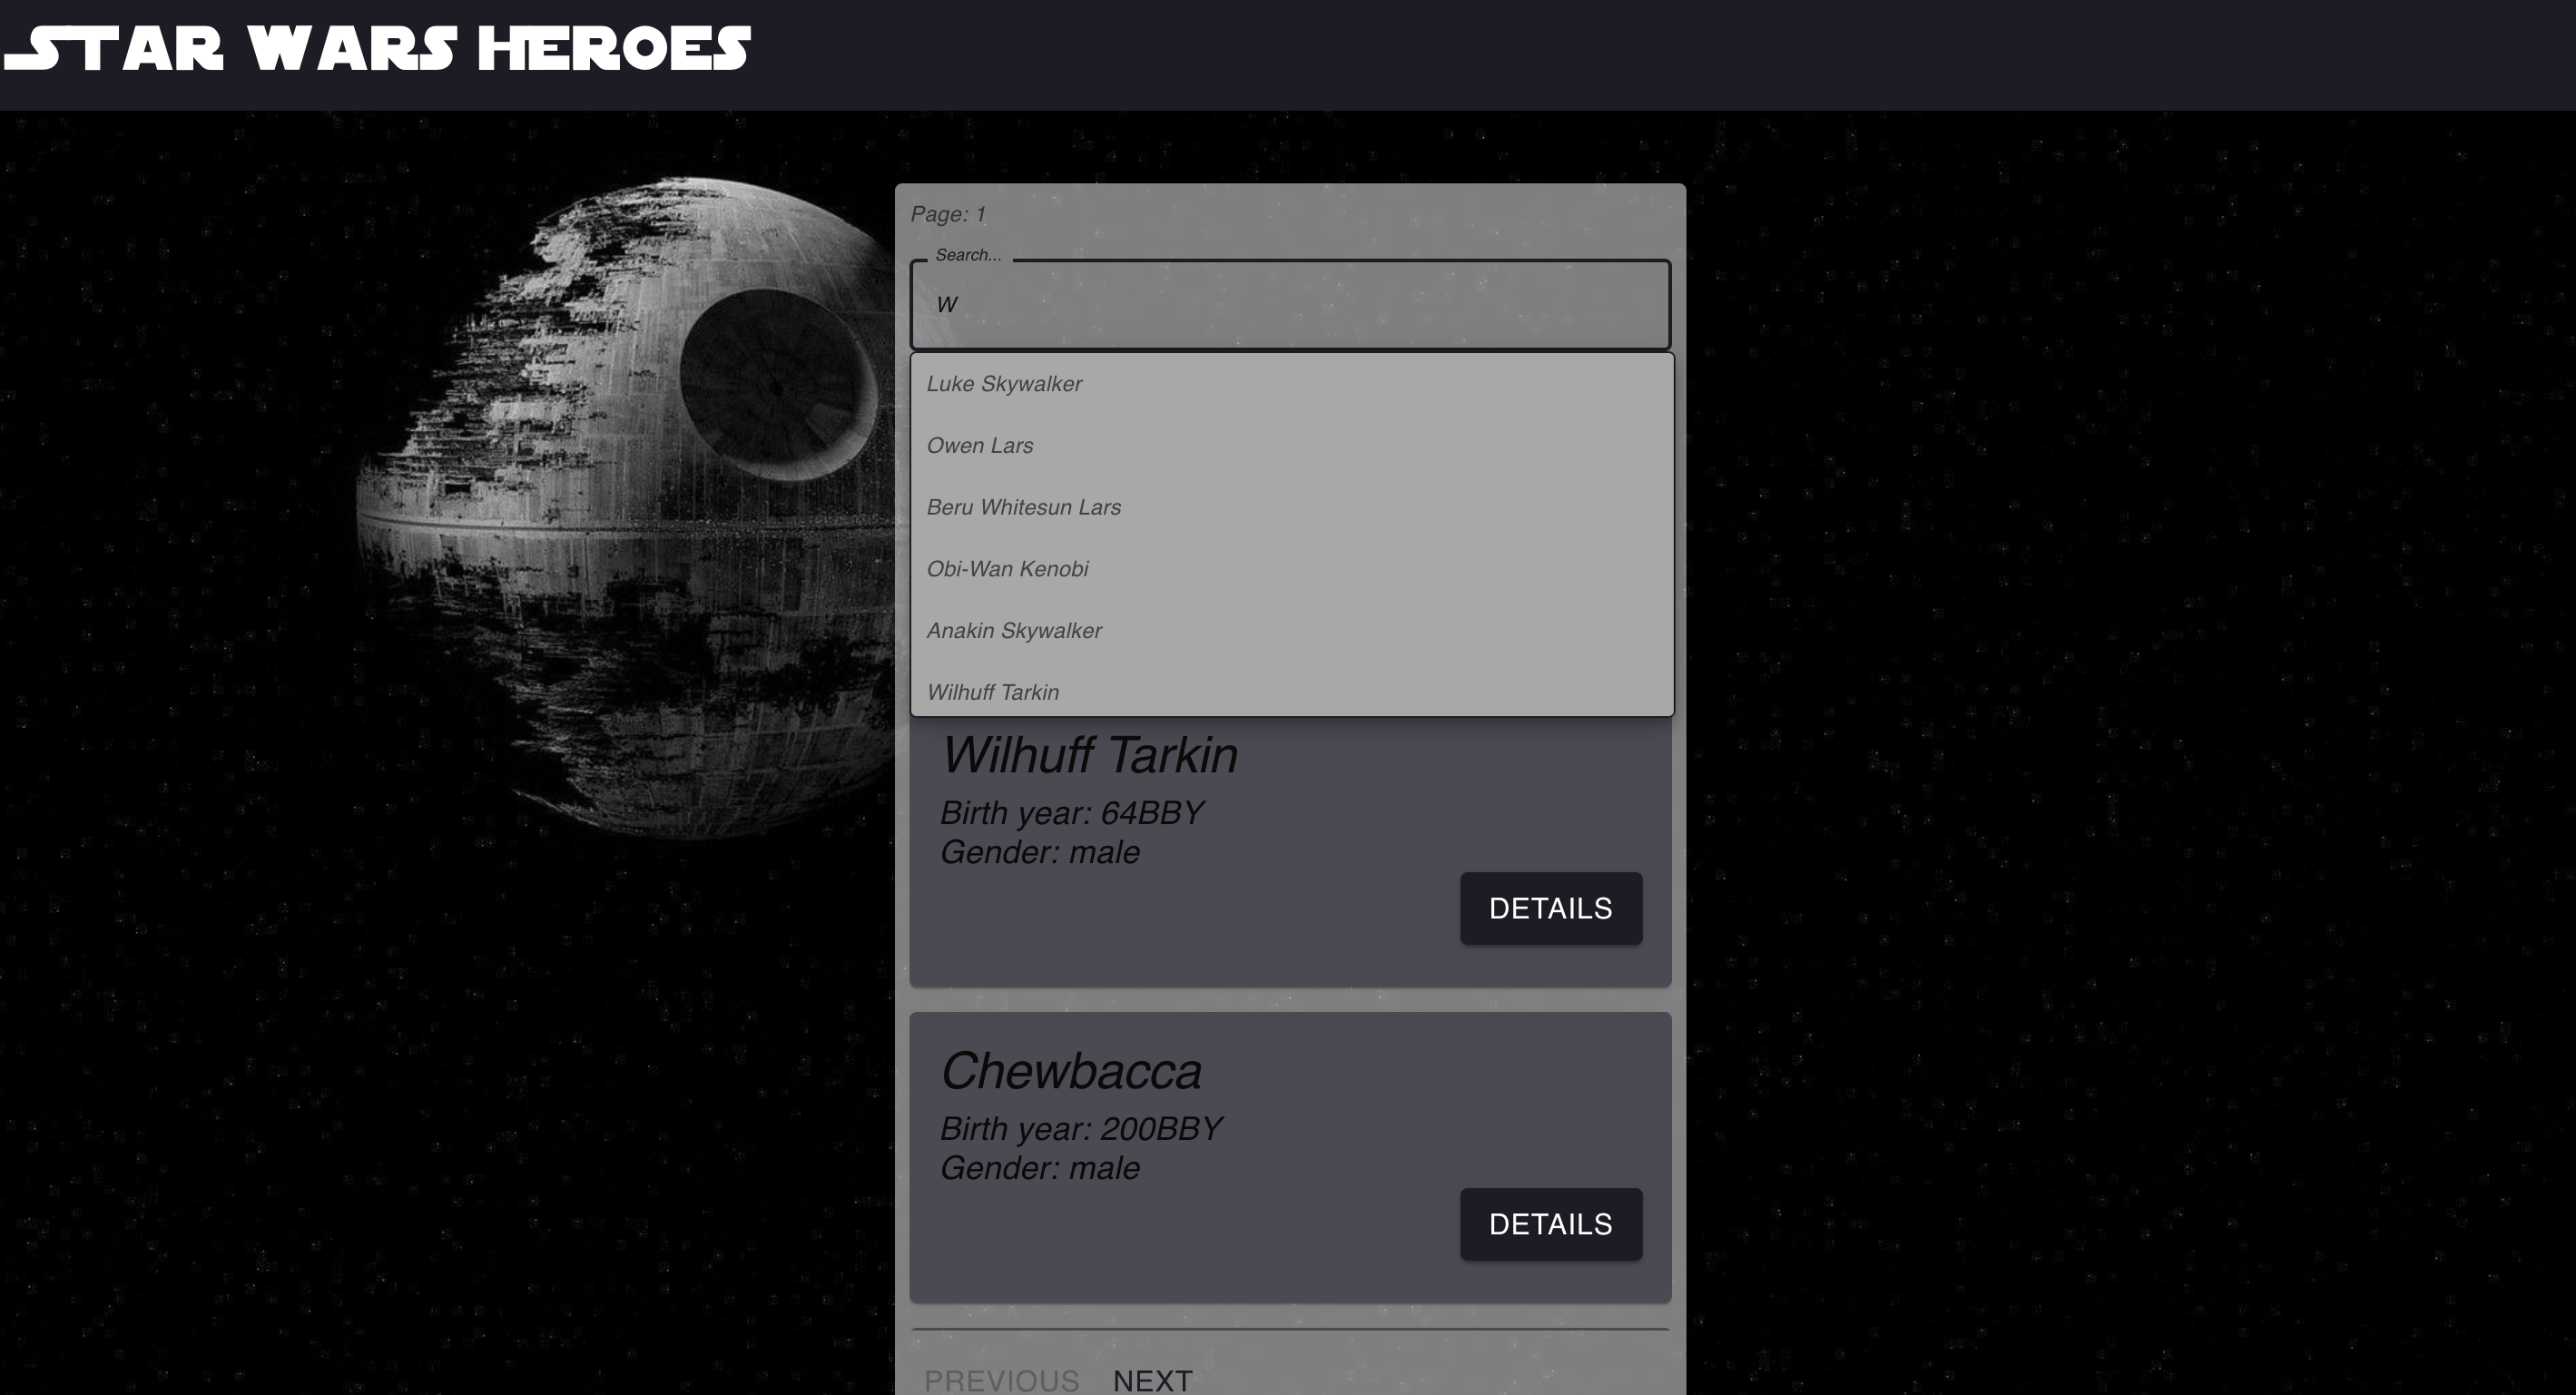 STAR WARS HEROES
Page: 1
Search...
w
Luke Skywalker
Owen Lars
Beru Whitesun Lars
Obi-Wan Kenobi
Anakin Skywalker
Wilhuff Tarkin
Wilhuff Tarkin
Birth year: 64BBY
Gender: male
DETAILS
Chewbacca
Birth year: 200BBY
Gender: male
DETAILS
PREVIOUS NEXT